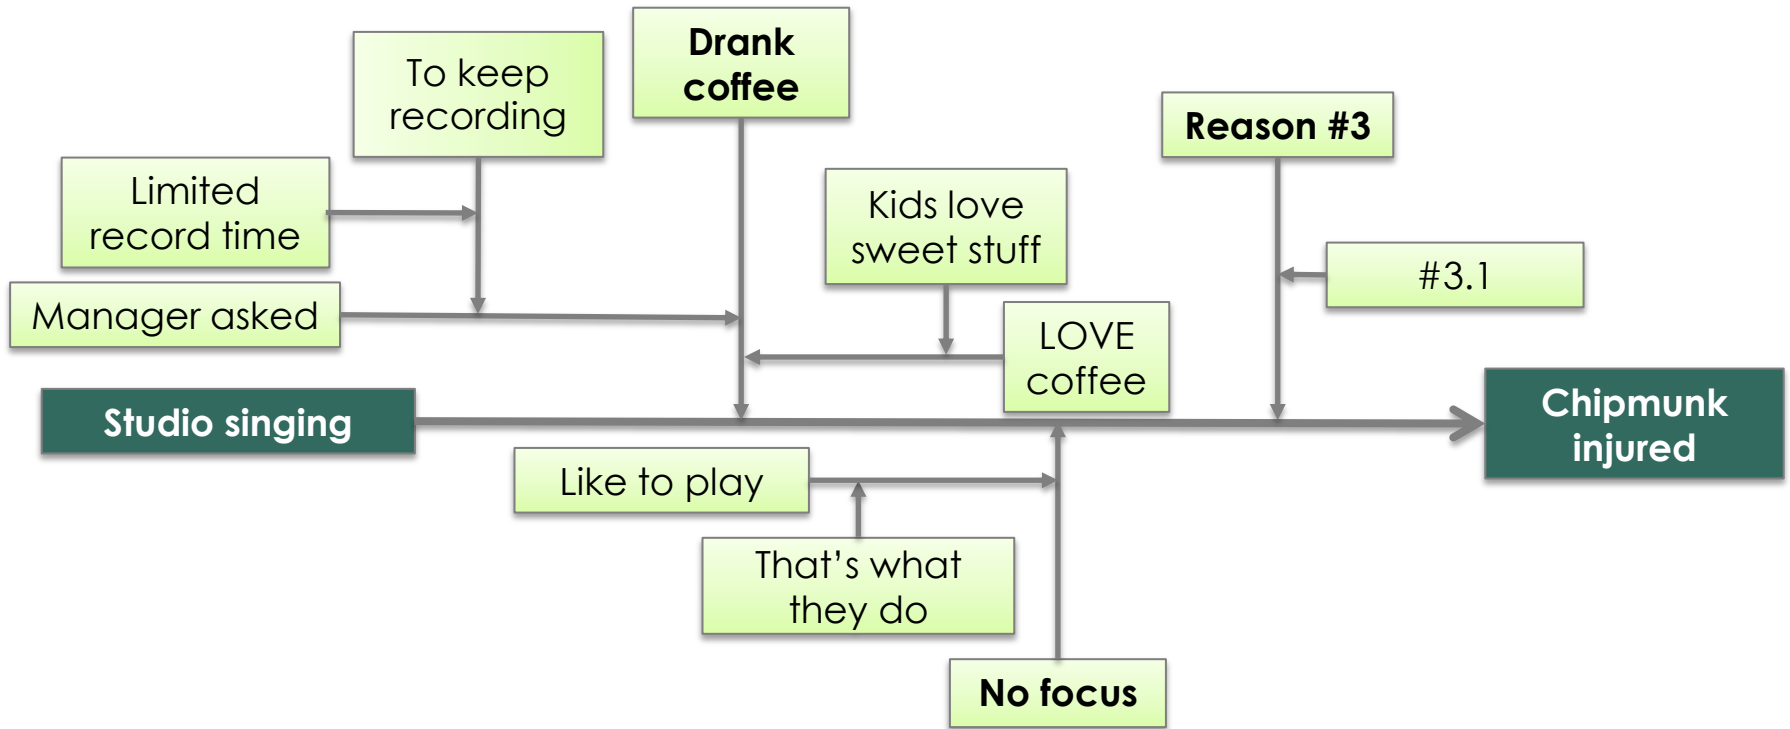 Drank
coffee
To keep
recording
Reason #3
Limited
record time
Kids love
sweet stuff
#3.1
Manager asked
LOVE
coffee
Studio singing
Chipmunk
injured
Like to play
That's what
they do
No focus